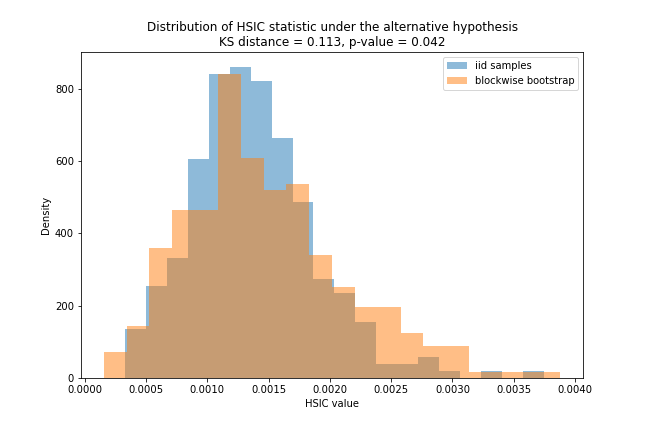 Distribution of HSIC statistic under the alternative hypothesis
KS distance = 0.113, p-value = 0.042
iid samples
blockwise bootstrap
Density
800
600
400
200
0
0.0000 0.0005 0.0010 0.0015 0.0020 0.0025 0.0030 0.0035 0.0040
HSIC value